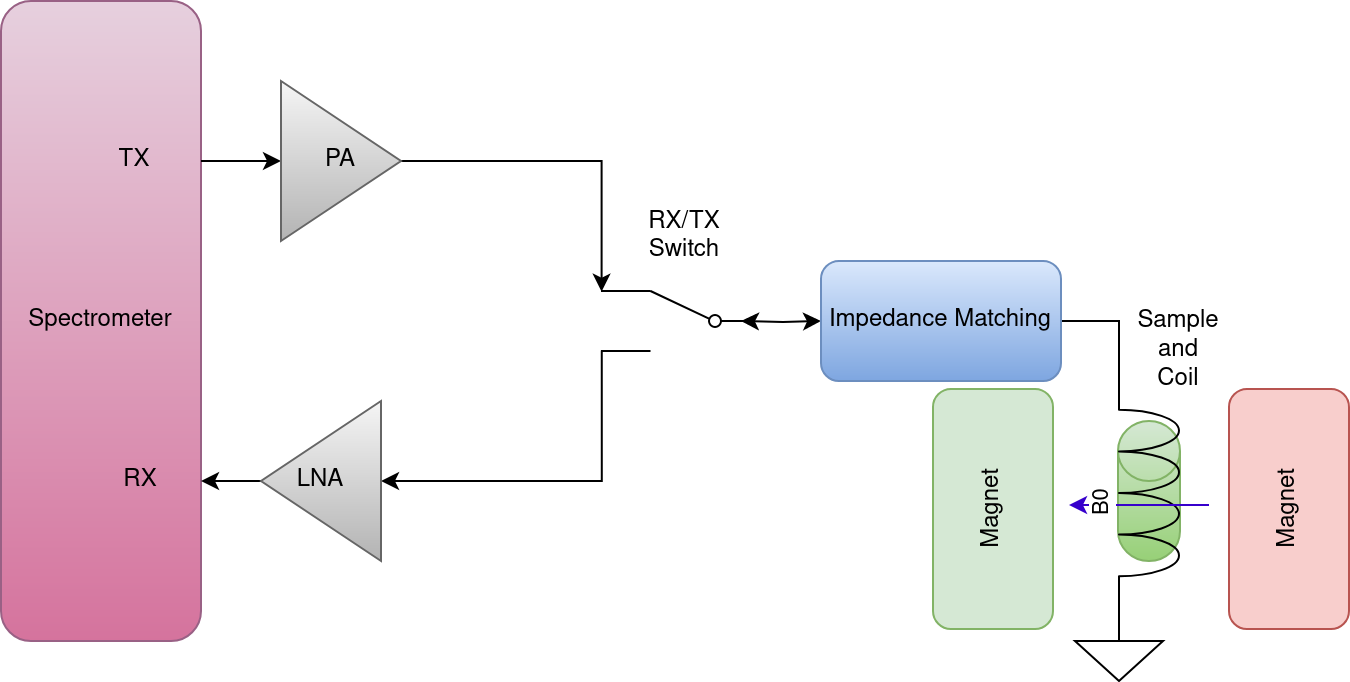 TX
PA
RX/TX
Switch
Spectrometer
Impedance Matching
Sample
and
Coil
RX
LNA
Magnet
B0
Magnet